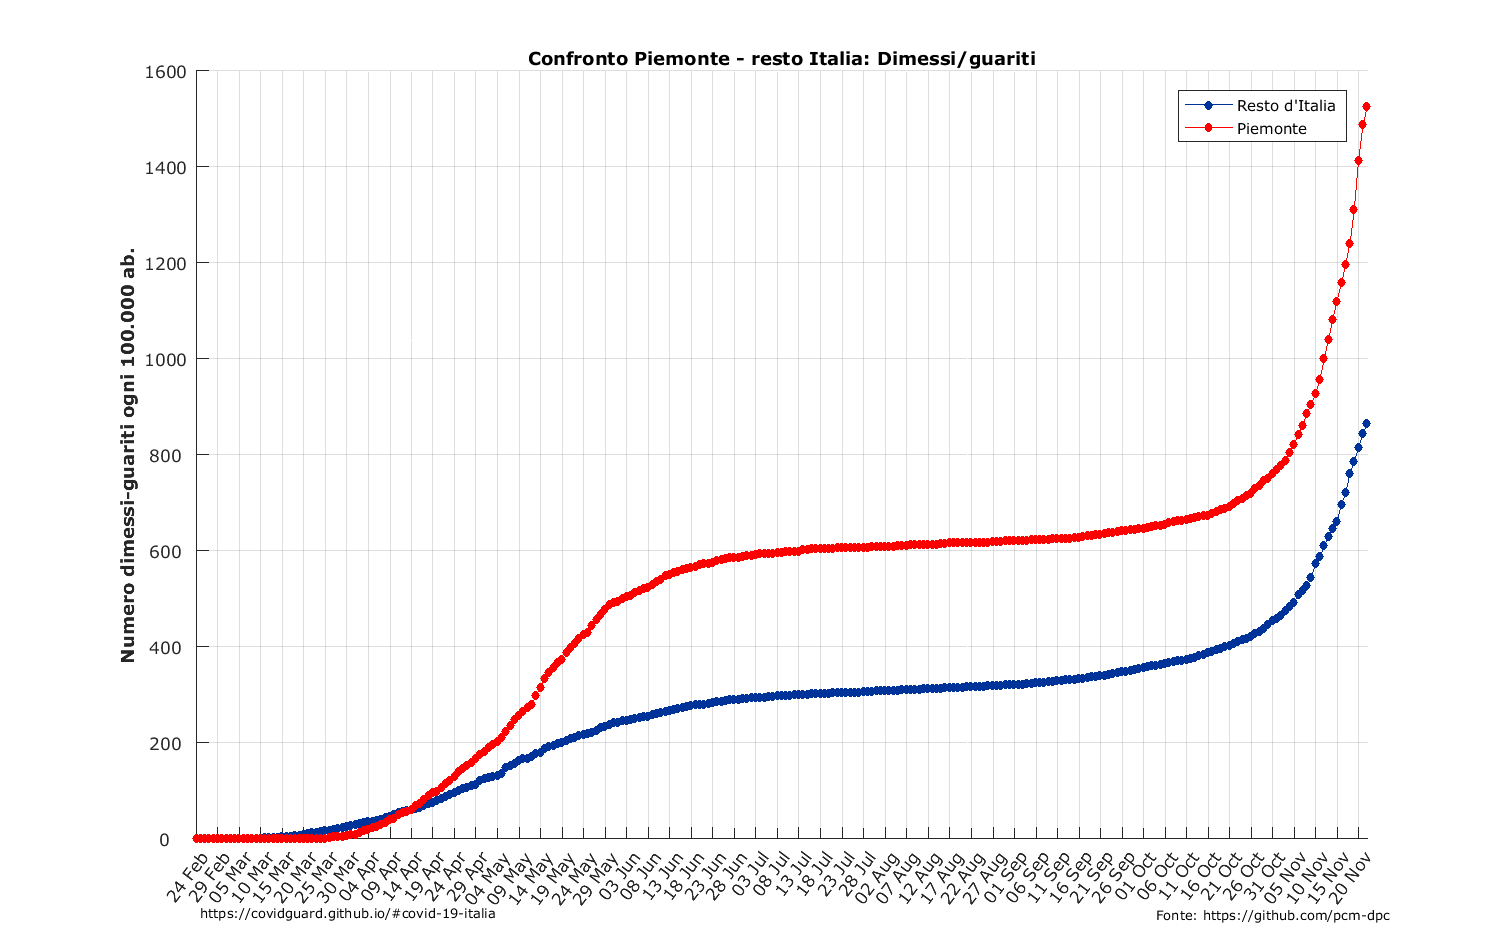 Confronto Piemonte - resto Italia: Dimessi/guariti
Resto d'Italia
Piemonte
Numero dimessi-guariti ogni 100.000 ab.
1600
1400
1200
1000
800
600
400
200
0
24 Feb
29 Feb
05 Mar
10 Mar
15 Mar
20 Mar
25 Mar
30 Mar
04 Apr
09 Apr
14 Apr
19 Apr
24 Apr
29 Apr
04 May
09 May
14 May
19 May
24 May
29 May
03 Jun
08 Jun
13 Jun
18 Jun
23 Jun
28 Jun
03 Jul
08 Jul
13 Jul
18 Jul
23 Jul
28 Jul
02 Aug
07 Aug
12 Aug
17 Aug
22 Aug
27 Aug
01 Sep
06 Sep
11 Sep
16 Sep
21 Sep
26 Sep
01 Oct
06 Oct
11 Oct
16 Oct
21 Oct
26 Oct
31 Oct
05 Nov
10 Nov
15 Nov
20 Nov
https://covidguard.github.io/#covid-19-italia
Fonte: https://github.com/pcm-dpc